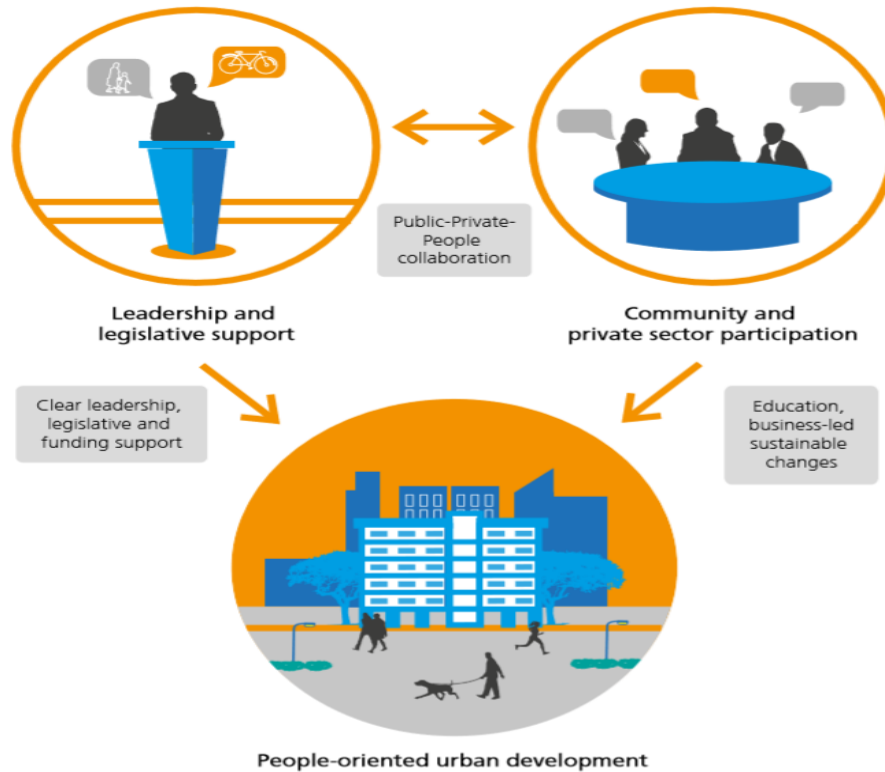 Public-Private-
People
collaboration
Leadership and
legislative support
Community and
private sector participation
Clear leadership,
legislative and
funding support
Education,
business-led
sustainable
changes
People-oriented urban development